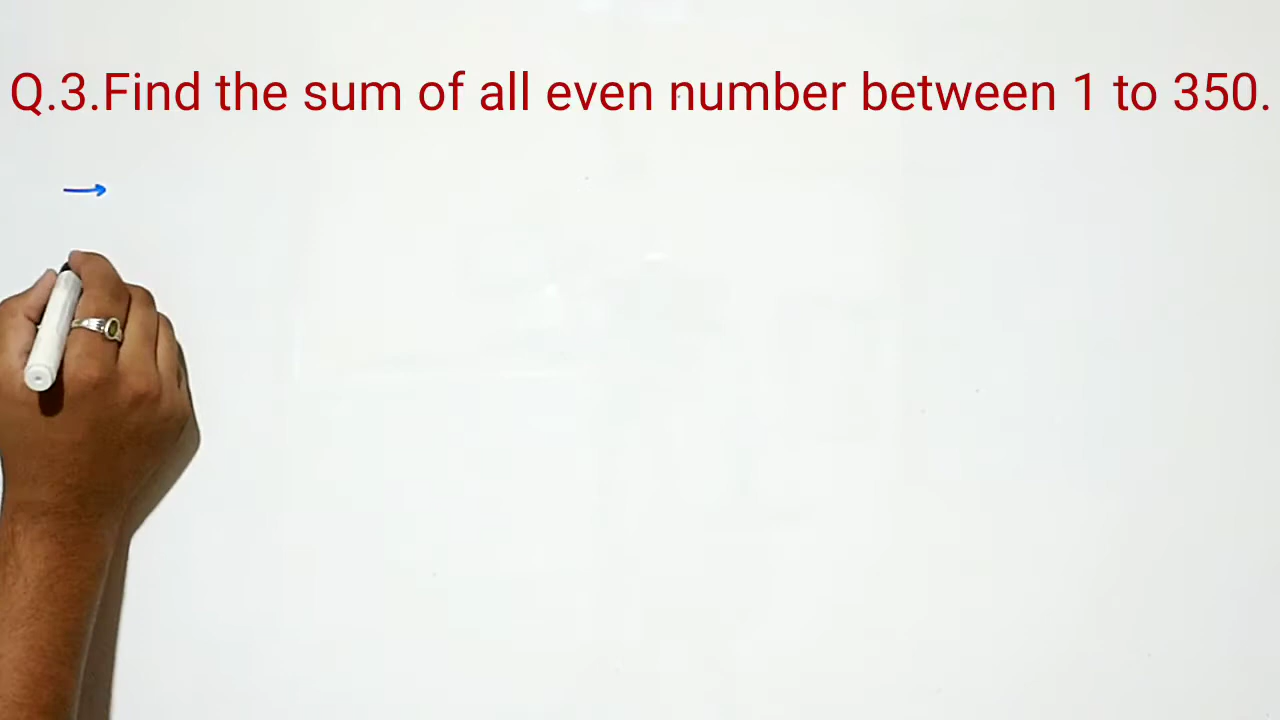 Q.3.Find the sum of all even number between 1 to 350.
→